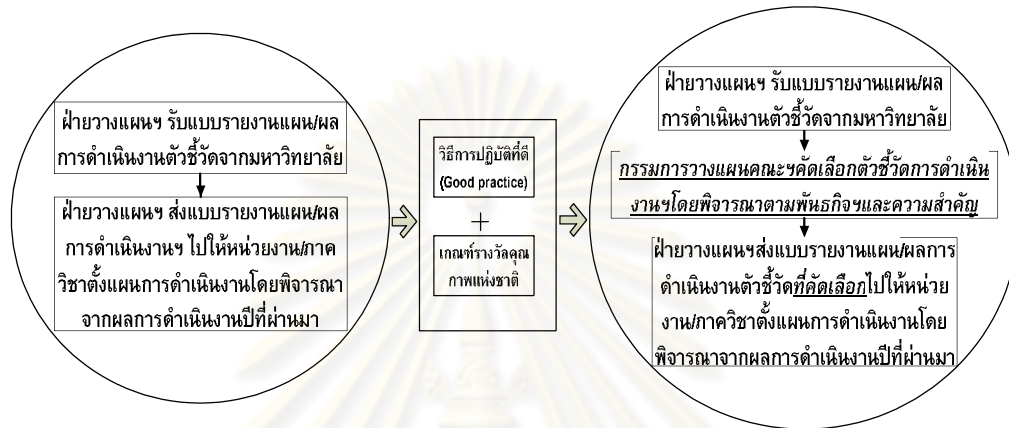 ฝ่ายวางแผนฯ รับแบบรายงานแผน/ผล
การดำเนินงานตัวชี้วัดจากมหาวิทยาลัย
ฝ่ายวางแผนฯ ส่งแบบรายงานแผน/ผล
การดำเนินงานฯ ไปให้หน่วยงาน/ภาค
วิชาตั้งแผนการดำเนินงานโดยพิจารณา
จากผลการดำเนินงานปีที่ผ่านมา
วิธีการปฏิบัติที่ดี
(Good practice)
+
เกณฑ์รางวัลคุณ
ภาพแห่งชาติ
ฝ่ายวางแผนฯ รับแบบรายงานแผน/ผล
การดำเนินงานตัวชี้วัดจากมหาวิทยาลัย
กรรมการวางแผนคณะฯคัดเลือกตัวชี้วัดการดำเนิน
งานฯโดยพิจารณาตามพันธกิจฯและความสำคัญ
ฝ่ายวางแผนฯส่งแบบรายงานแผน/ผลการ
ดำเนินงานตัวชี้วัดที่คัดเลือกไปให้หน่วย
งาน/ภาควิชาตั้งแผนการดำเนินงานโดย
พิจารณาจากผลการดำเนินงานปีที่ผ่านมา